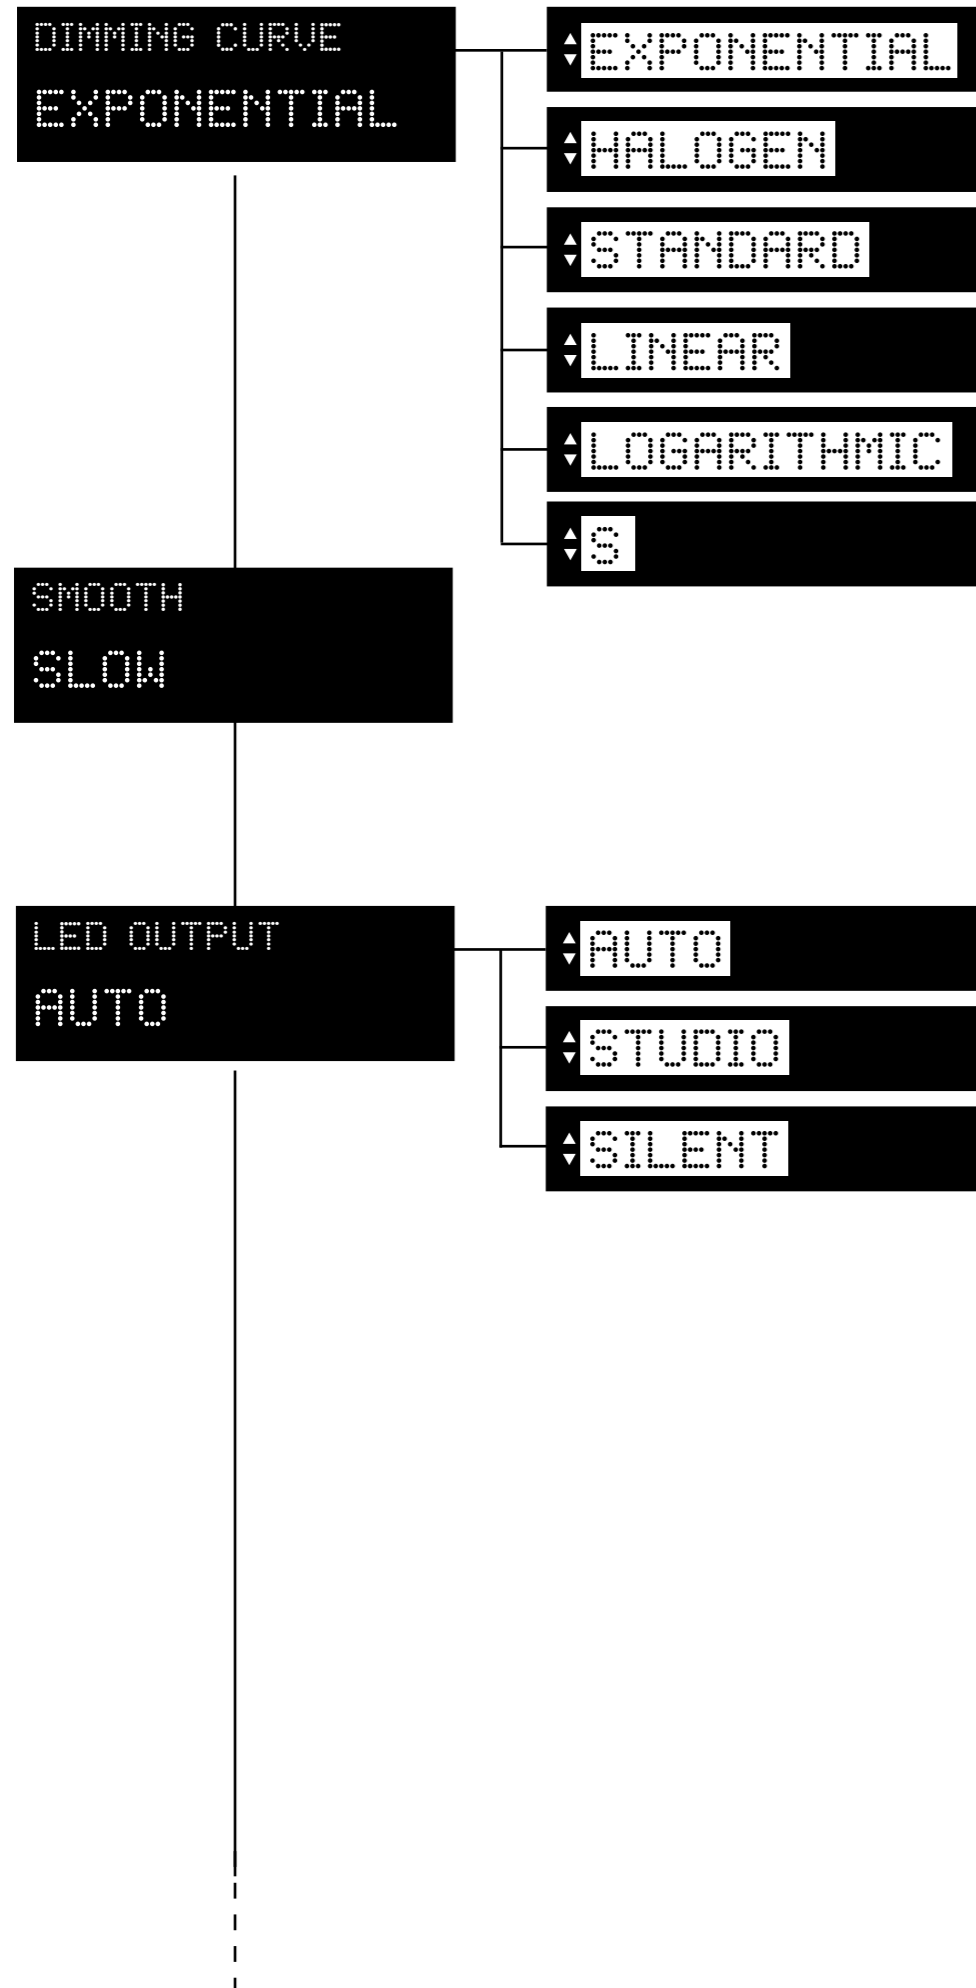 DIMMING CURVE
EXPONENTIAL
EXPONENTIAL
HALOGEN
STANDARD
LINEAR
LOGARITHMIC
S
SMOOTH
SLOW
LED OUTPUT
AUTO
AUTO
STUDIO
SILENT